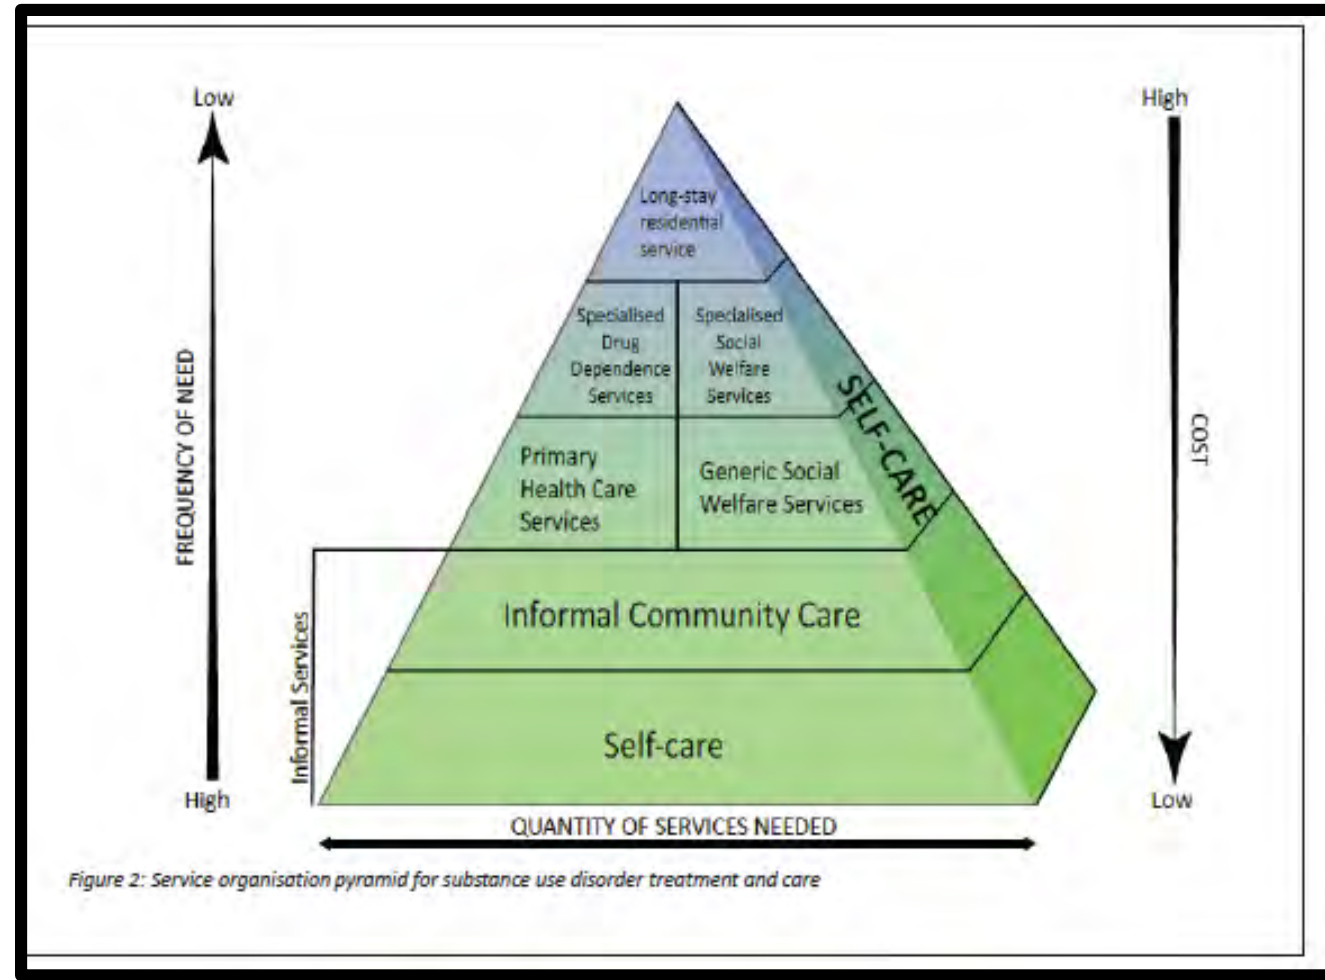 Low
High
Long-stay
residential
service
Specialised
Drug
Dependence
Services
Specialised
Social
Welfare
Services
SELF-CARE
FREQUENCY OF NEED
COST
Primary
Health Care
Services
Generic Social
Welfare Services
Informal Community Care
Informal Services
Self-care
High
Low
QUANTITY OF SERVICES NEEDED
Figure 2: Service organisation pyramid for substance use disorder treatment and care